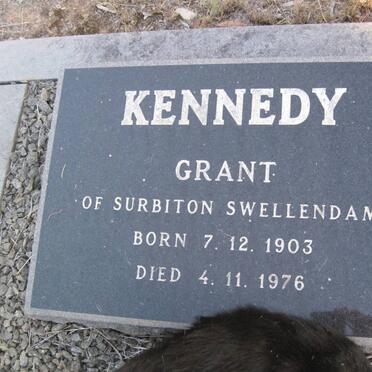 KENNEDY
GRANT
OF SURBITON SWELLENDAM
BORN 7. 12. 1903
DIED 4. 11. 1976